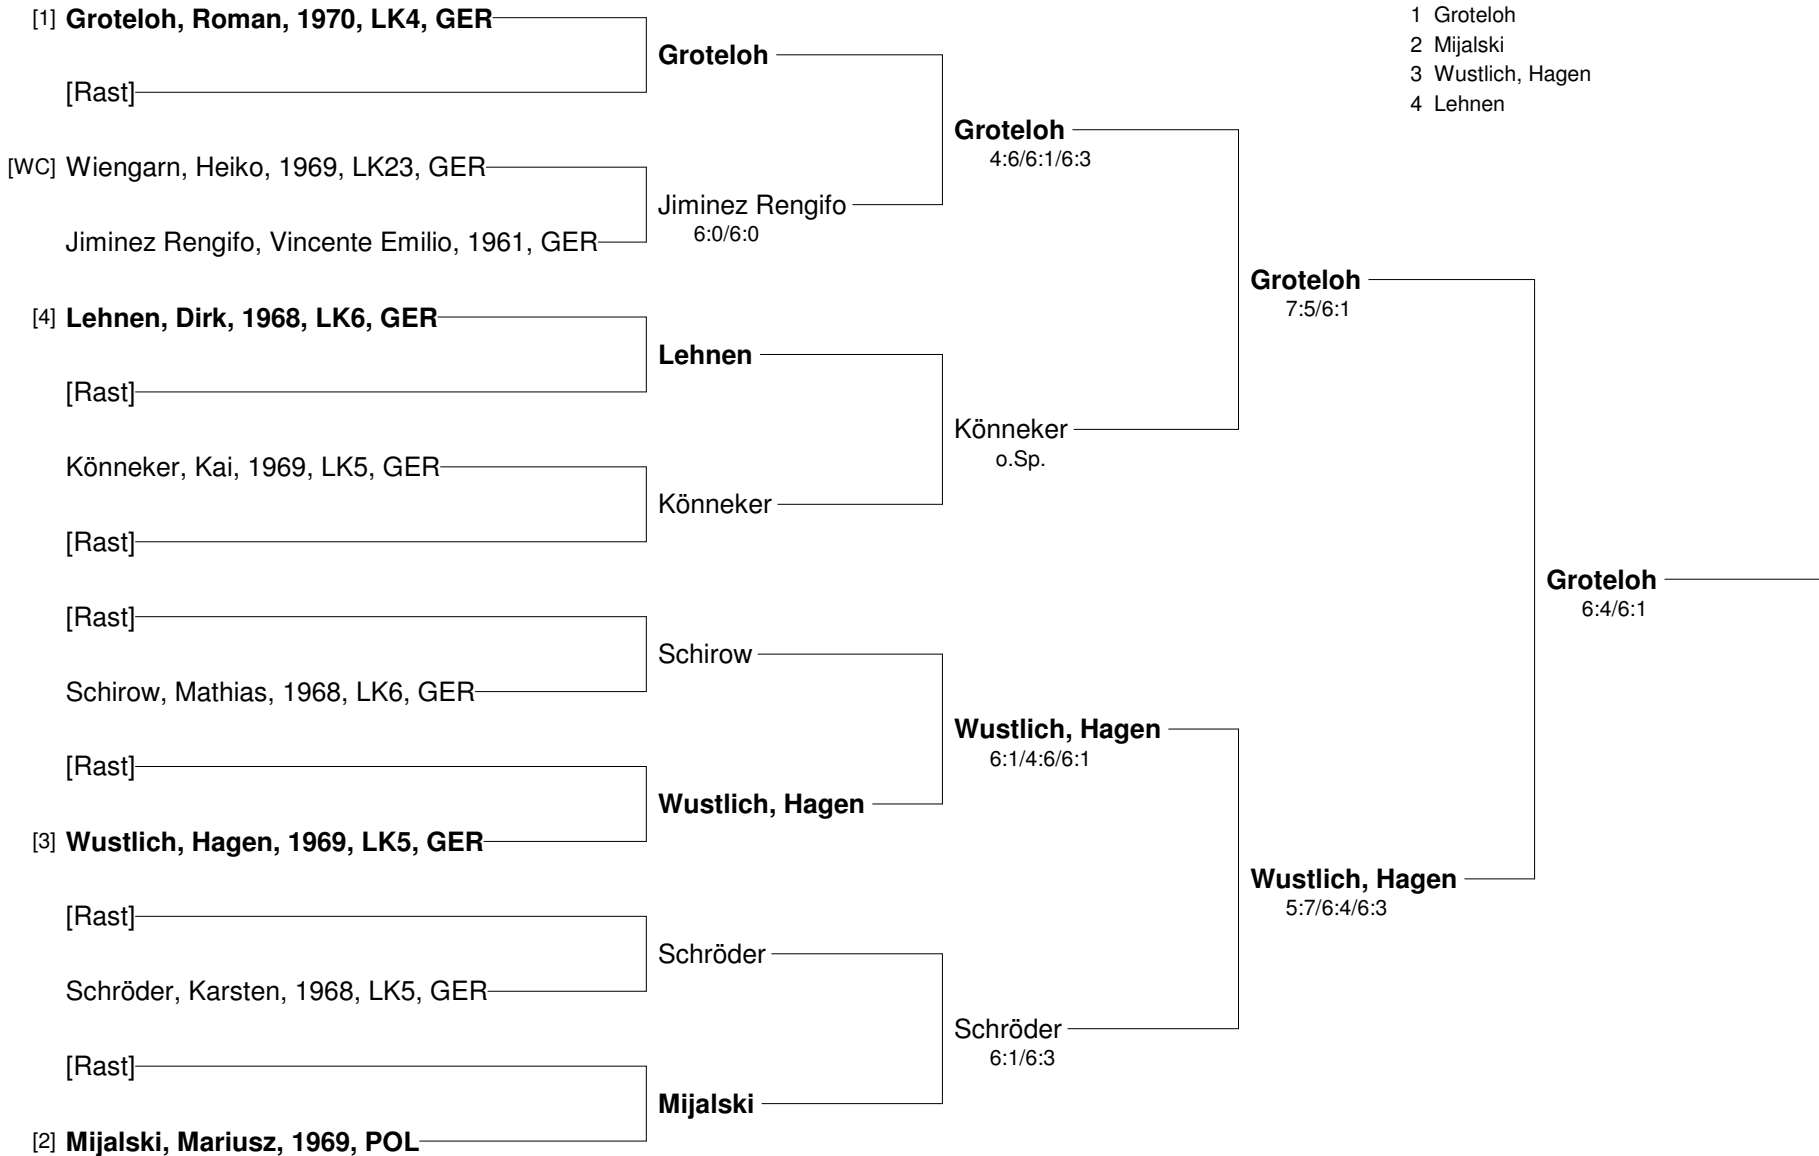 [1] Groteloh, Roman, 1970, LK4, GER
[Rast]
[WC] Wiengarn, Heiko, 1969, LK23, GER
Jiminez Rengifo, Vincente Emilio, 1961, GER
[4] Lehnen, Dirk, 1968, LK6, GER
[Rast]
Könneker, Kai, 1969, LK5, GER
[Rast]
[Rast]
Schirow, Mathias, 1968, LK6, GER
[Rast]
[3] Wustlich, Hagen, 1969, LK5, GER
[Rast]
Schröder, Karsten, 1968, LK5, GER
[Rast]
[2] Mijalski, Mariusz, 1969, POL
Groteloh
Jiminez Rengifo
6:0/6:0
Lehnen
Könneker
Schirow
Wustlich, Hagen
Schröder
Mijalski
Groteloh
4:6/6:1/6:3
Könneker
o.Sp.
Wustlich, Hagen
6:1/4:6/6:1
Schröder
6:1/6:3
Groteloh
7:5/6:1
Wustlich, Hagen
5:7/6:4/6:3
Groteloh
6:4/6:1
1 Groteloh
2 Mijalski
3 Wustlich, Hagen
4 Lehnen